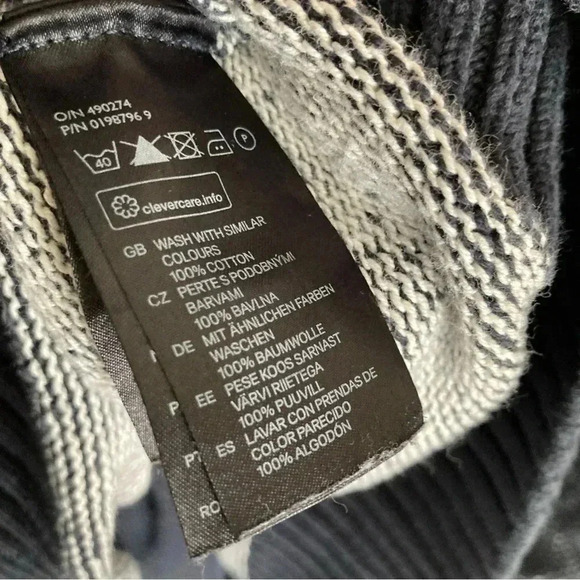 O/N 490274
P/N 0198796 9
40 P
clevercare.info
GB WASH WITH SIMILAR
COLOURS
100% COTTON
CZ PERTE S PODOBNÝMI
BARVAMI
100% BAVLNA
DE MIT ÄHNLICHEN FARBEN
WASCHEN
100% BAUMWOLLE
EE PESE KOOS SARNAST
VÄRVI RIIETEGA
100% PUUVILL
ES LAVAR CON PRENDAS DE
COLOR PARECIDO
100% ALGODÓN
RO